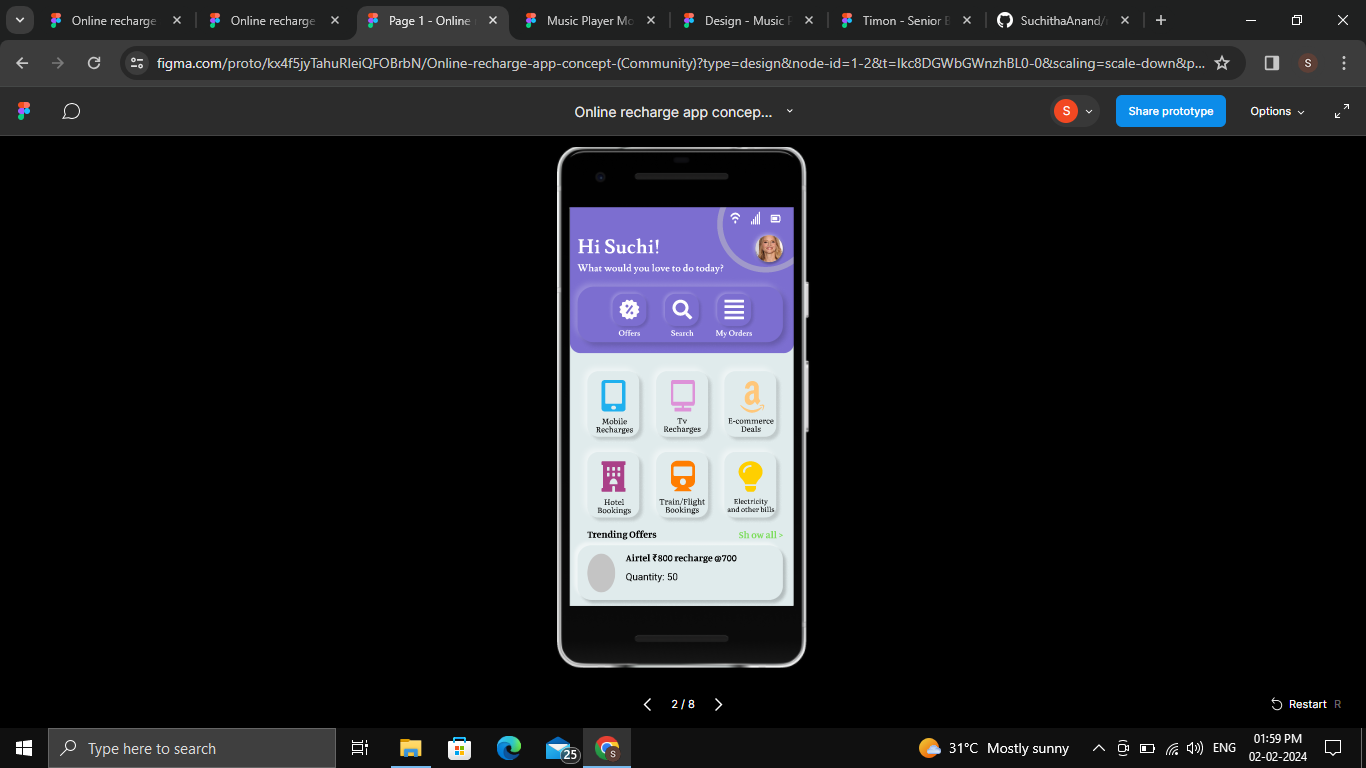 Online recharge
Online recharge
Page 1 - Online
Music Player Mo
Design - Music P
Timon - Senior B
SuchithaAnand/
figma.com/proto/kx4f5jyTahuRleiQFOBrbN/Online-recharge-app-concept-(Community)?type=design&node-id=1-2&t=Ikc8DGWbGWnzhBL0-0&scaling=scale-down&p...
S
Online recharge app concep...
S
Share prototype
Options
Hi Suchi!
What would you love to do today?
Offers
Search
My Orders
Mobile
Recharges
Tv
Recharges
E-commerce
Deals
Hotel
Bookings
Train/Flight
Bookings
Electricity
and other bills
Trending Offers
Show all >
Airtel ₹800 recharge @700
Quantity: 50
2 / 8
Restart R
Type here to search
25
S
31°C Mostly sunny
ENG
01:59 PM
02-02-2024